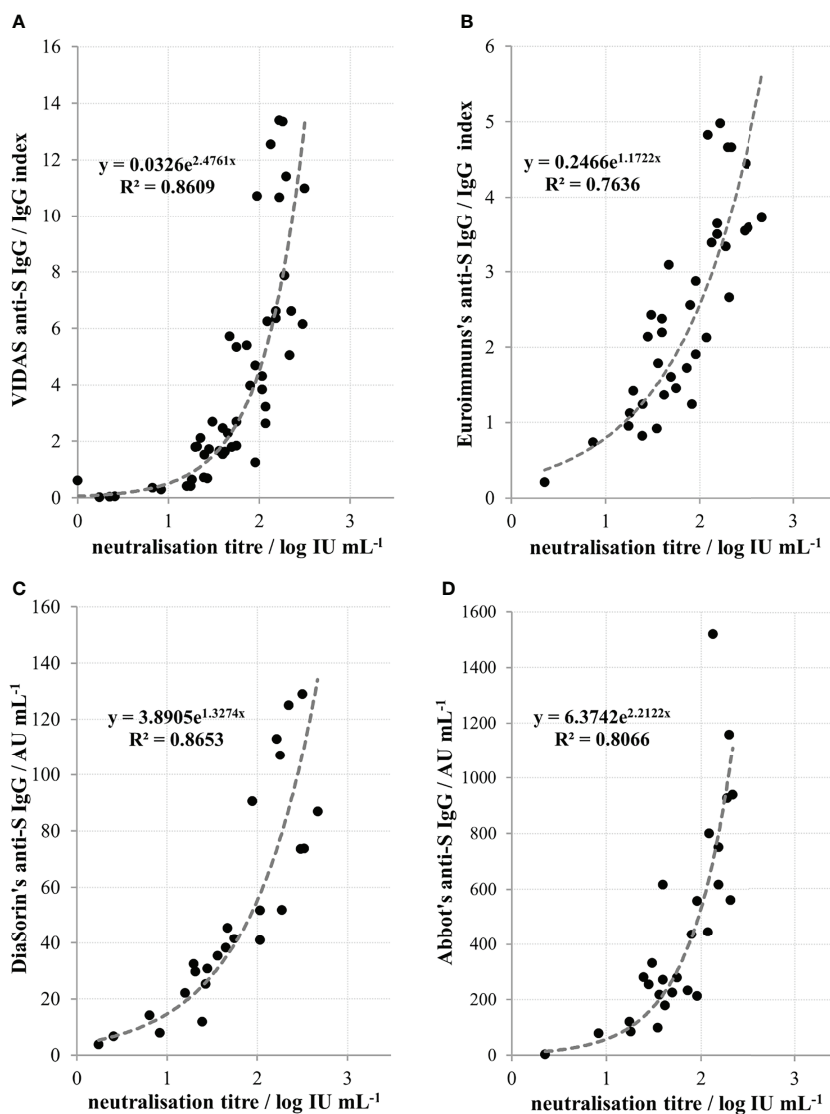 A
VIDAS anti-S IgG / IgG index
16
14
12
10
8
6
4
2
0
y = 0.0326e^2.4761x
R² = 0.8609
0 1 2 3
neutralisation titre / log IU mL⁻¹
B
Euroimmuns's anti-S IgG / IgG index
6
5
4
3
2
1
0
y = 0.2466e^1.1722x
R² = 0.7636
0 1 2 3
neutralisation titre / log IU mL⁻¹
C
DiaSorin's anti-S IgG / AU mL⁻¹
160
140
120
100
80
60
40
20
0
y = 3.8905e^1.3274x
R² = 0.8653
0 1 2 3
neutralisation titre / log IU mL⁻¹
D
Abbot's anti-S IgG / AU mL⁻¹
1600
1400
1200
1000
800
600
400
200
0
y = 6.3742e^2.2122x
R² = 0.8066
0 1 2 3
neutralisation titre / log IU mL⁻¹